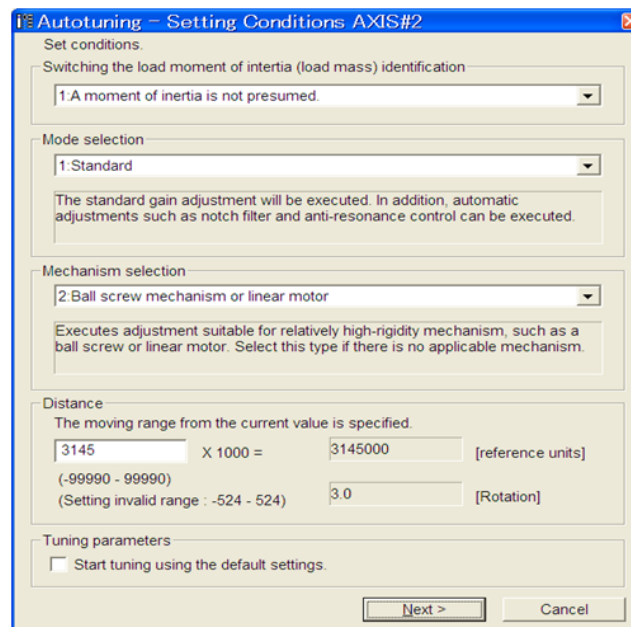 Autotuning - Setting Conditions AXIS#2
Set conditions.
Switching the load moment of inertia (load mass) identification
1:A moment of inertia is not presumed.
Mode selection
1:Standard
The standard gain adjustment will be executed. In addition, automatic
adjustments such as notch filter and anti-resonance control can be executed.
Mechanism selection
2:Ball screw mechanism or linear motor
Executes adjustment suitable for relatively high-rigidity mechanism, such as a
ball screw or linear motor. Select this type if there is no applicable mechanism.
Distance
The moving range from the current value is specified.
3145 X 1000 = 3145000 [reference units]
(-99990 - 99990)
(Setting invalid range : -524 - 524) 3.0 [Rotation]
Tuning parameters
Start tuning using the default settings.
Next > Cancel